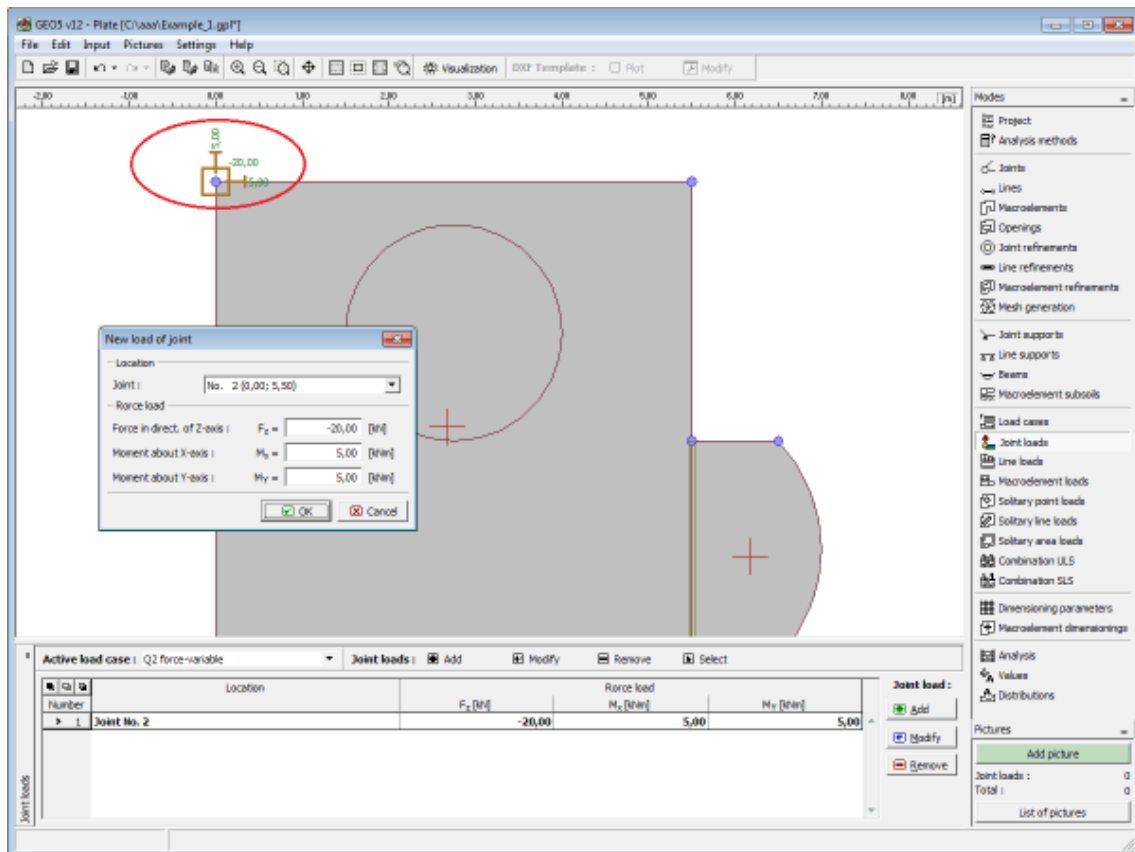 GEO5 v12 - Plate [C:\aaa\Example_1.gpl*]
File Edit Input Pictures Settings Help
Visualization DXF Template : Plot Modify
-2,00 -1,00 0,00 1,00 2,00 3,00 4,00 5,00 6,00 7,00 8,00 [m]
5,00
-20,00
5,00
New load of joint
Location
Joint : No. 2 (0,00; 5,50)
Rorce load
Force in direct. of Z-axis : Fz = -20,00 [kN]
Moment about X-axis : Mx = 5,00 [kNm]
Moment about Y-axis : My = 5,00 [kNm]
OK Cancel
Modes
Project
Analysis methods
Joints
Lines
Macroelements
Openings
Joint refinements
Line refinements
Macroelement refinements
Mesh generation
Joint supports
Line supports
Beams
Macroelement subsoils
Load cases
Joint loads
Line loads
Macroelement loads
Solitary point loads
Solitary line loads
Solitary area loads
Combination ULS
Combination SLS
Dimensioning parameters
Macroelement dimensionings
Analysis
Values
Distributions
Active load case : Q2 force-variable Joint loads : Add Modify Remove Select
Location Rorce load
Number Fz [kN] Mx [kNm] My [kNm]
1 Joint No. 2 -20,00 5,00 5,00
Joint load :
Add
Modify
Remove
Joint loads
Pictures
Add picture
Joint loads : 0
Total : 0
List of pictures